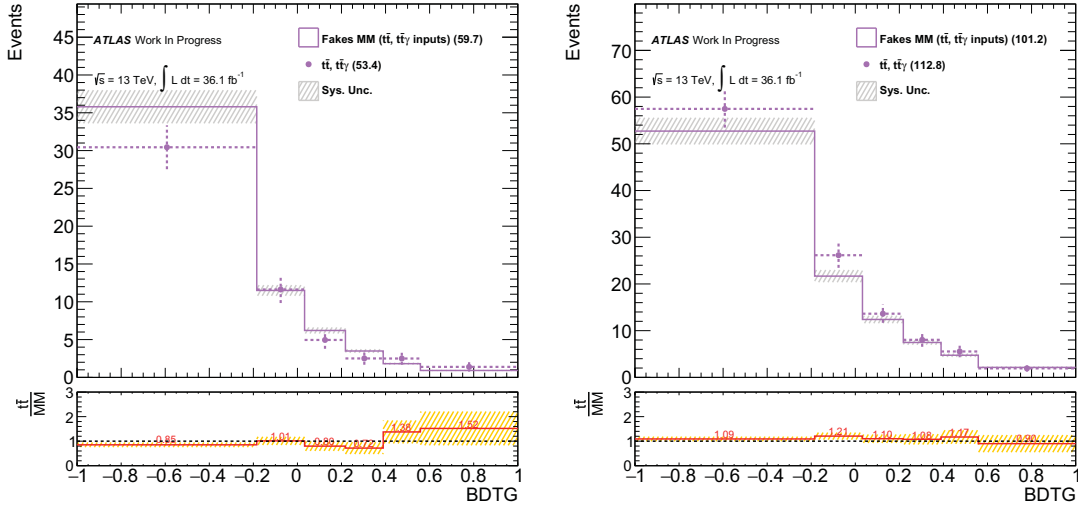 Events
45
40
35
30
25
20
15
10
5
0
ATLAS Work In Progress
√s = 13 TeV, ∫ L dt = 36.1 fb⁻¹
Fakes MM (tt̄, tt̄γ inputs) (59.7)
tt̄, tt̄γ (53.4)
Sys. Unc.
tt̄/MM
3
2
1
0
0.85
1.01
0.80
0.72
1.38
1.52
−1 −0.8 −0.6 −0.4 −0.2 0 0.2 0.4 0.6 0.8 1
BDTG
Events
70
60
50
40
30
20
10
0
ATLAS Work In Progress
√s = 13 TeV, ∫ L dt = 36.1 fb⁻¹
Fakes MM (tt̄, tt̄γ inputs) (101.2)
tt̄, tt̄γ (112.8)
Sys. Unc.
tt̄/MM
3
2
1
0
1.09
1.21
1.10
1.08
1.17
0.90
−1 −0.8 −0.6 −0.4 −0.2 0 0.2 0.4 0.6 0.8 1
BDTG